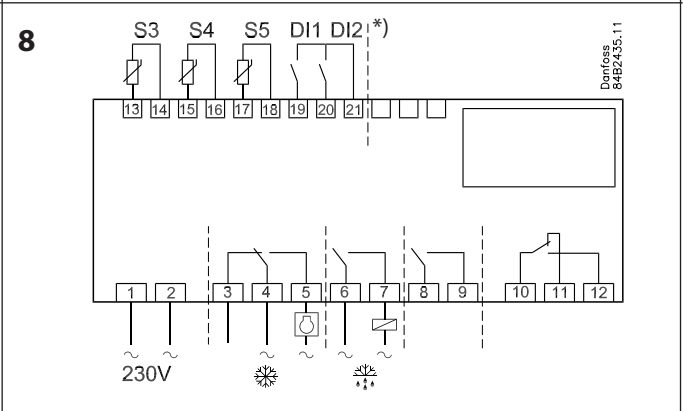 8
S3 S4 S5 DI1 DI2 *)
Danfoss
84B2435.11
13 14 15 16 17 18 19 20 21
1 2 3 4 5 6 7 8 9 10 11 12
230V